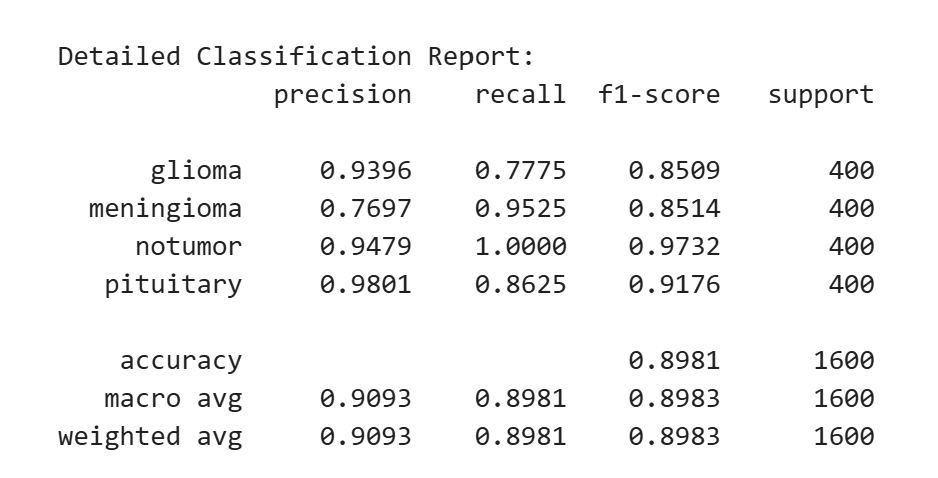 Detailed Classification Report:
precision recall f1-score support
glioma 0.9396 0.7775 0.8509 400
meningioma 0.7697 0.9525 0.8514 400
notumor 0.9479 1.0000 0.9732 400
pituitary 0.9801 0.8625 0.9176 400
accuracy 0.8981 1600
macro avg 0.9093 0.8981 0.8983 1600
weighted avg 0.9093 0.8981 0.8983 1600